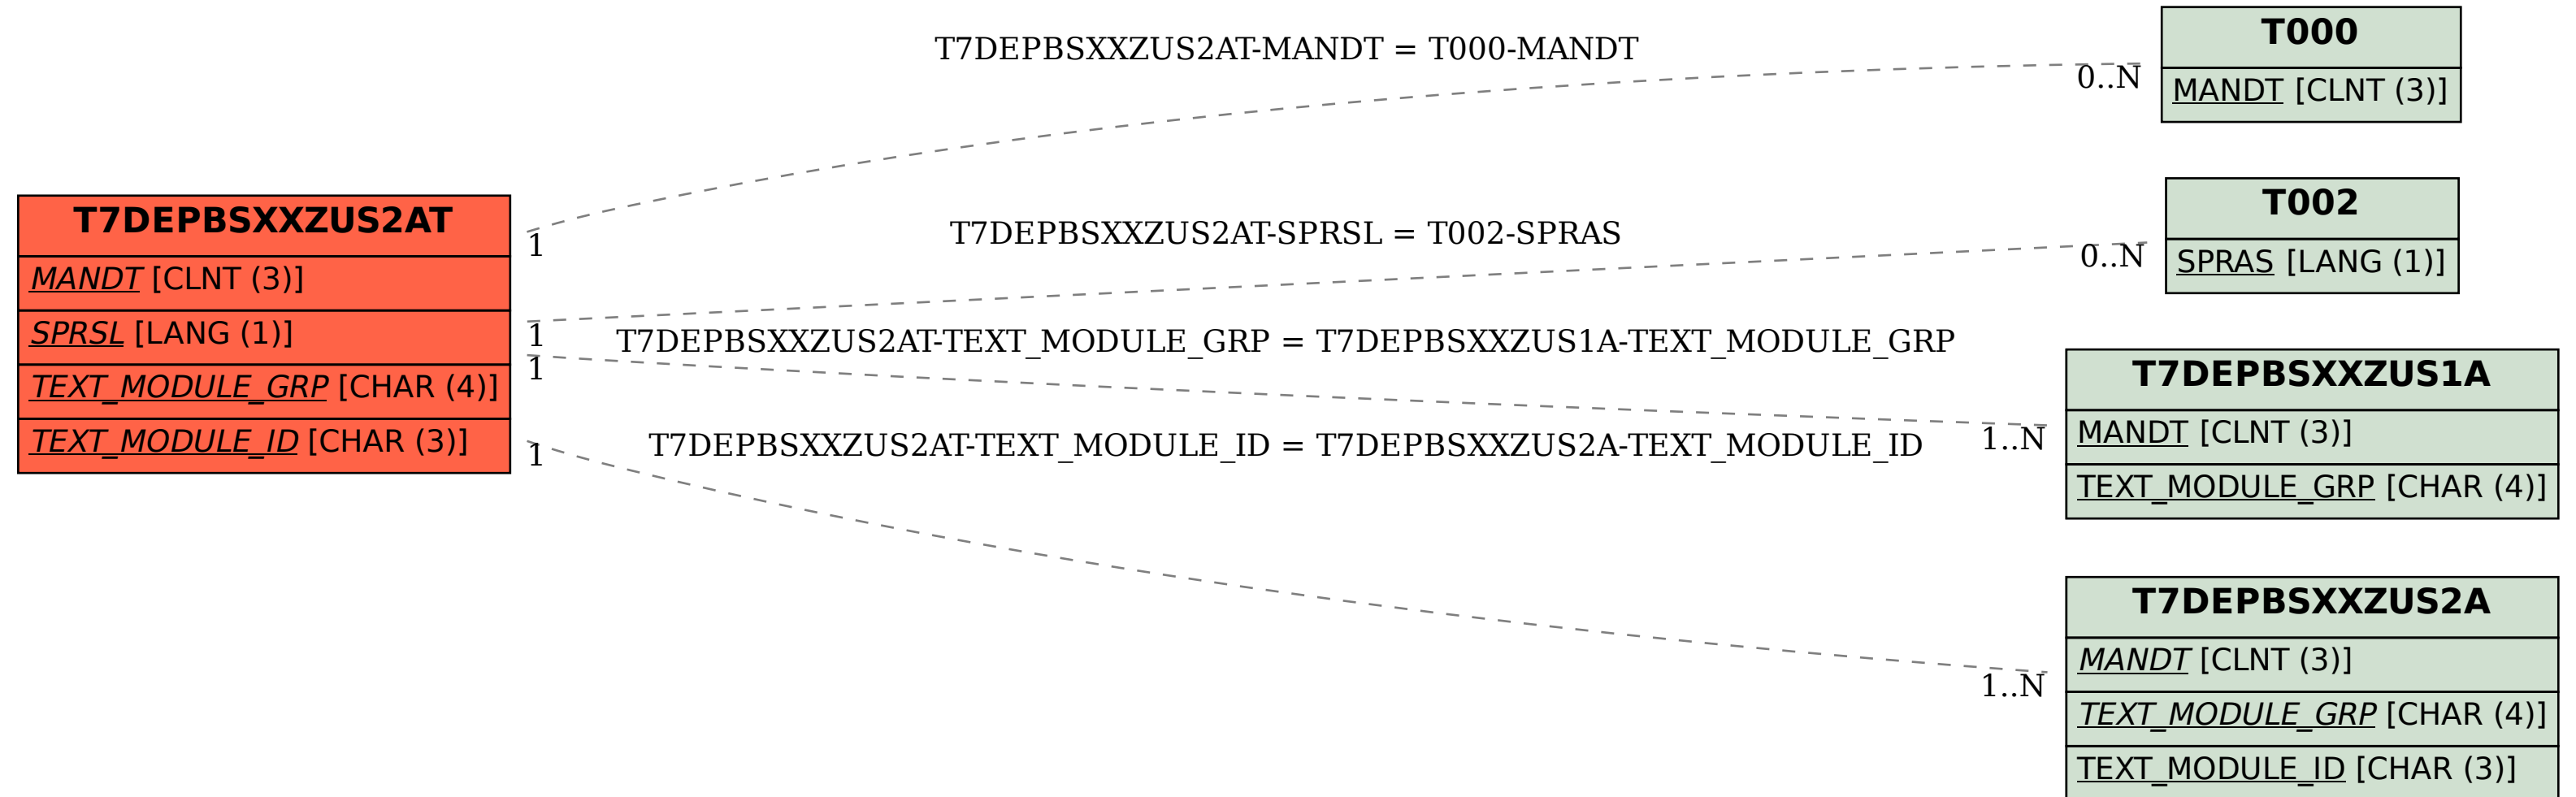 T7DEPBSXXZUS2AT
MANDT [CLNT (3)]
SPRSL [LANG (1)]
TEXT_MODULE_GRP [CHAR (4)]
TEXT_MODULE_ID [CHAR (3)]
T7DEPBSXXZUS2AT-MANDT = T000-MANDT
1
0..N
T7DEPBSXXZUS2AT-SPRSL = T002-SPRAS
1
0..N
T7DEPBSXXZUS2AT-TEXT_MODULE_GRP = T7DEPBSXXZUS1A-TEXT_MODULE_GRP
1
1..N
T7DEPBSXXZUS2AT-TEXT_MODULE_ID = T7DEPBSXXZUS2A-TEXT_MODULE_ID
1
1..N
T000
MANDT [CLNT (3)]
T002
SPRAS [LANG (1)]
T7DEPBSXXZUS1A
MANDT [CLNT (3)]
TEXT_MODULE_GRP [CHAR (4)]
T7DEPBSXXZUS2A
MANDT [CLNT (3)]
TEXT_MODULE_GRP [CHAR (4)]
TEXT_MODULE_ID [CHAR (3)]